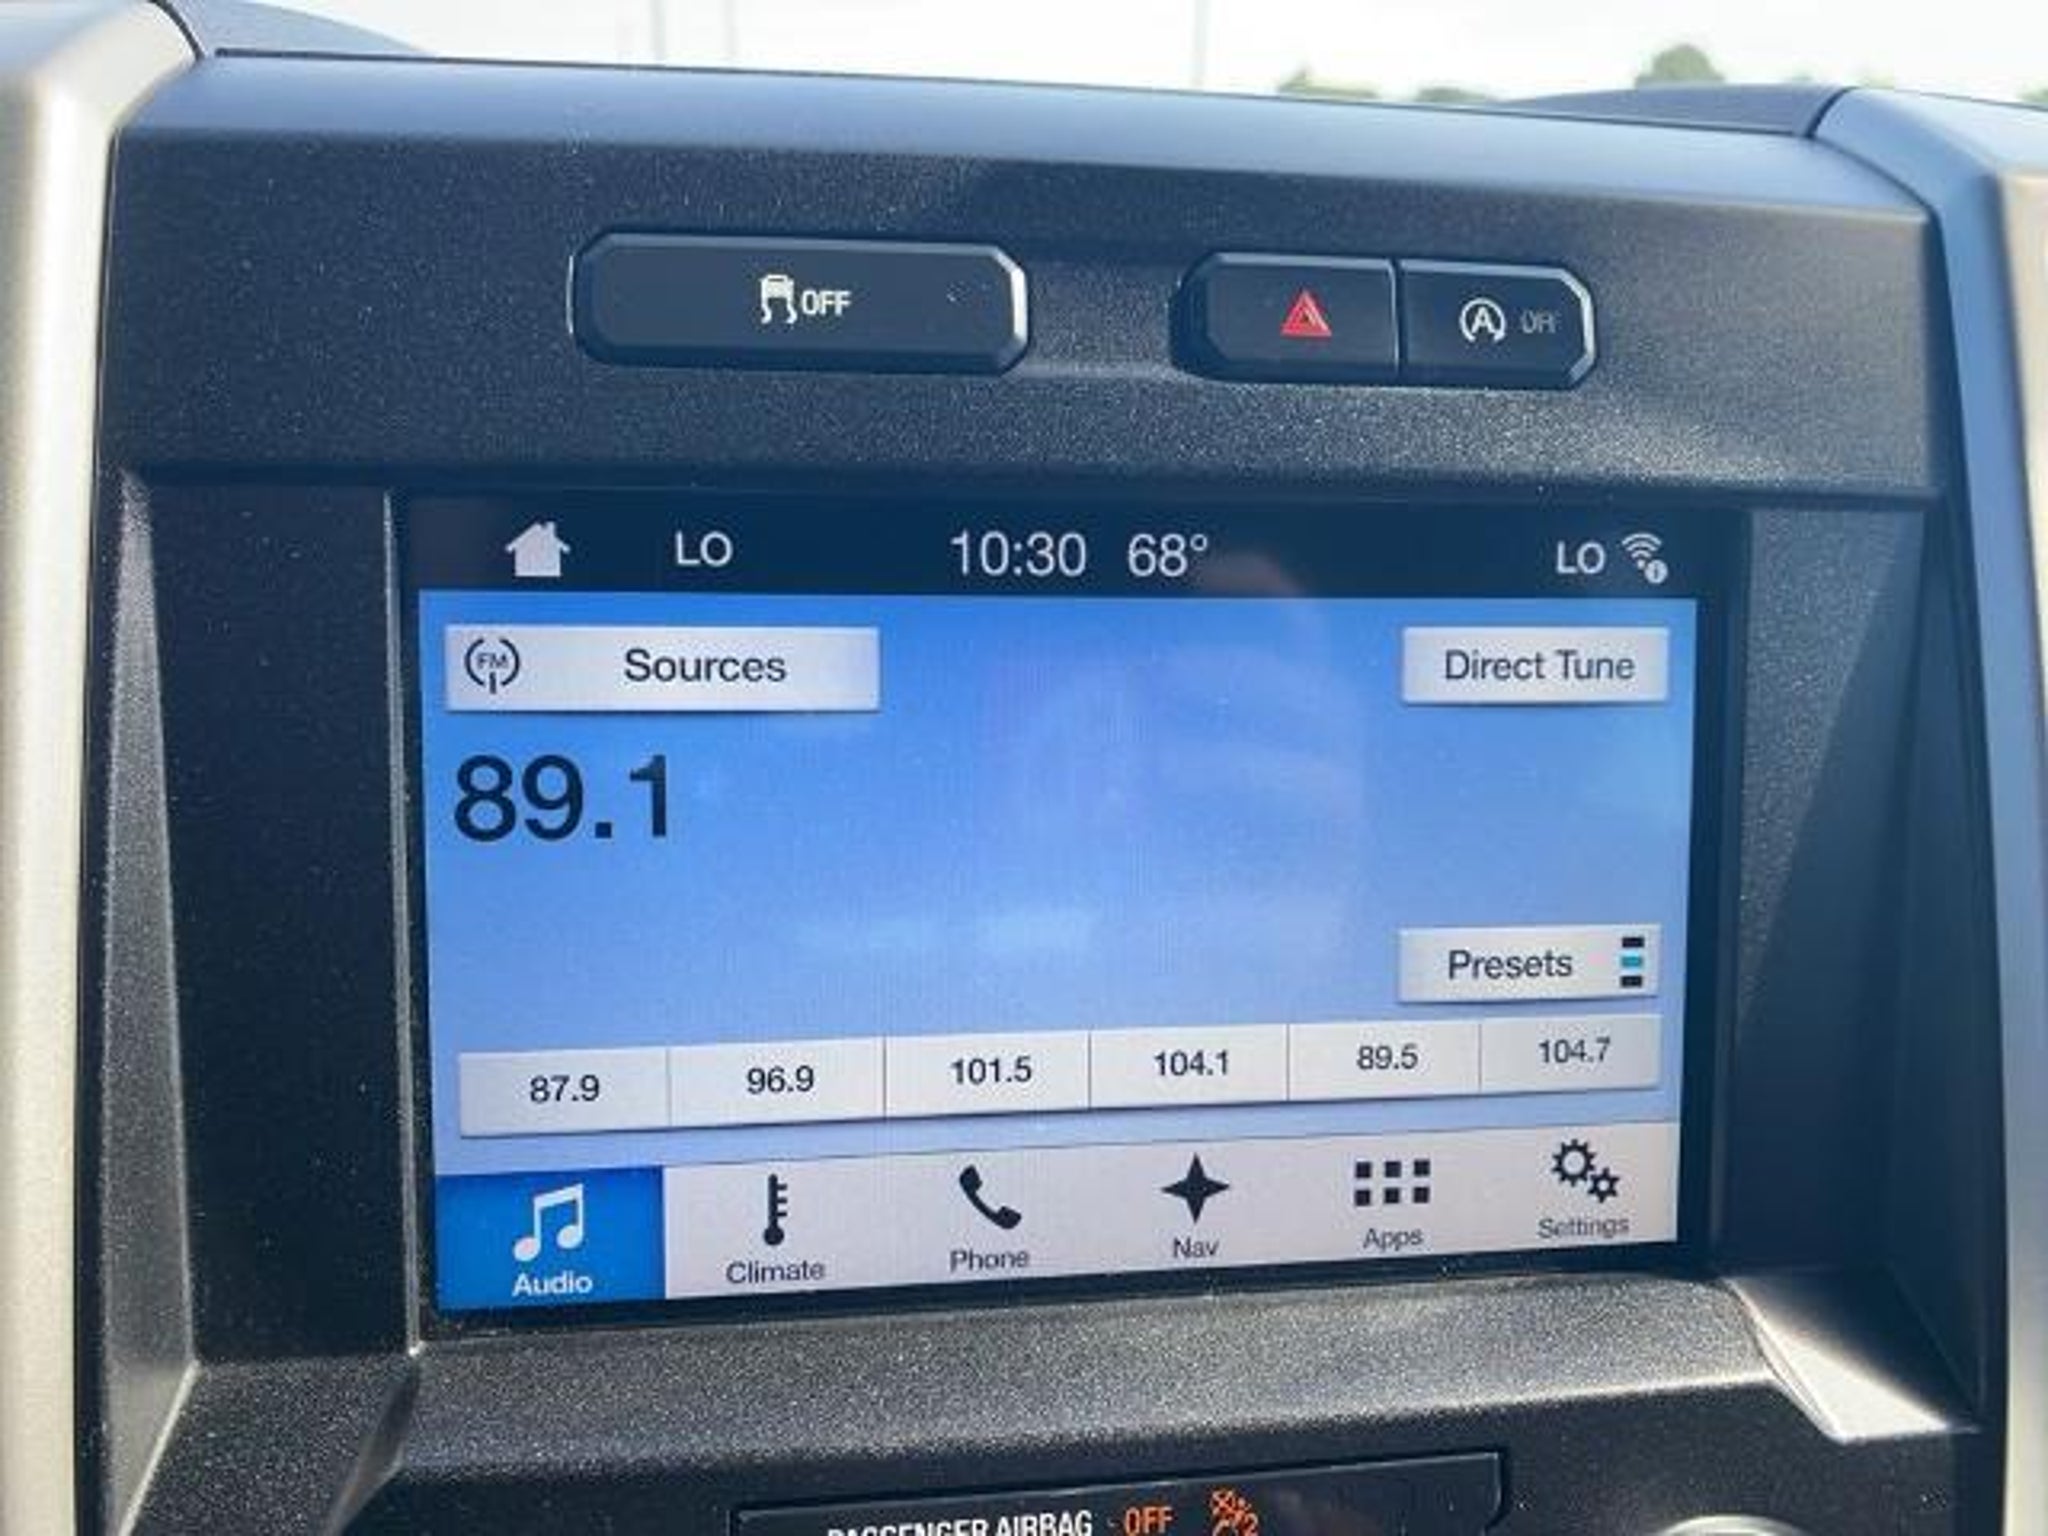 OFF
A OFF
LO 10:30 68° LO
FM Sources Direct Tune
89.1
Presets
87.9 96.9 101.5 104.1 89.5 104.7
Audio Climate Phone Nav Apps Settings
PASSENGER AIRBAG OFF 2